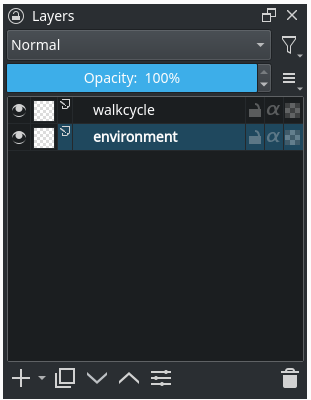 Layers
Normal
Opacity: 100%
walkcycle
α
environment
α